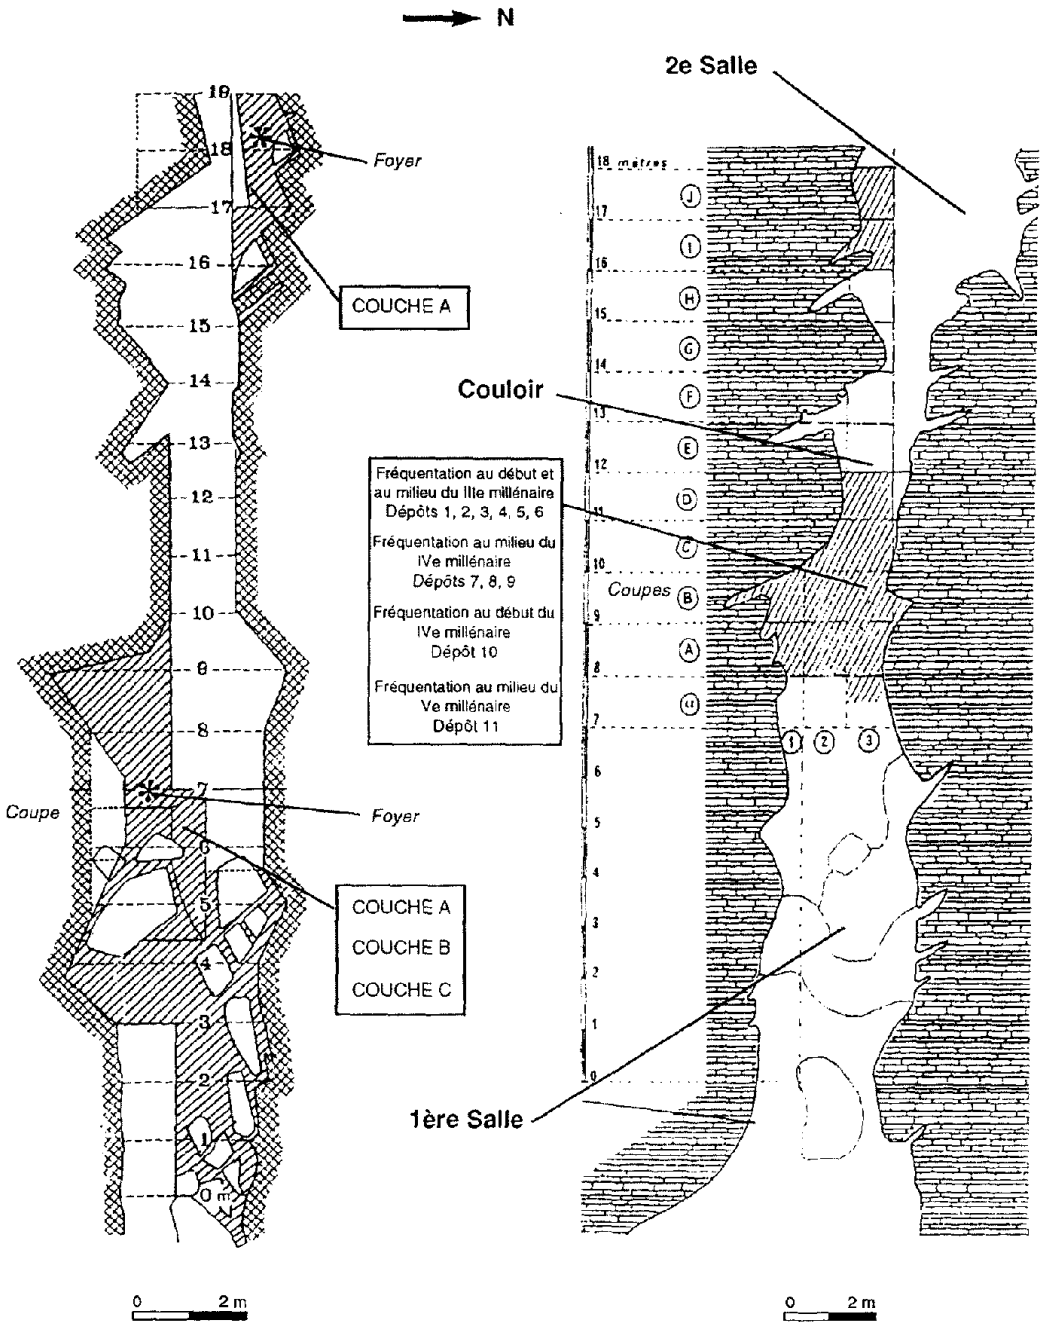 N
19
18
17
16
15
14
13
12
11
10
9
8
7
6
5
4
3
2
1
0 m
Foyer
COUCHE A
Coupe
Foyer
COUCHE A
COUCHE B
COUCHE C
0 2 m
2e Salle
Couloir
1ère Salle
Fréquentation au début et
au milieu du IIIe millénaire
Dépôts 1, 2, 3, 4, 5, 6
Fréquentation au milieu du
IVe millénaire
Dépôts 7, 8, 9
Fréquentation au début du
IVe millénaire
Dépôt 10
Fréquentation au milieu du
Ve millénaire
Dépôt 11
Coupes
18 mètres
17
16
15
14
13
12
11
10
9
8
7
6
5
4
3
2
1
0
J
I
H
G
F
E
D
C
B
A
α
1 2 3
0 2 m